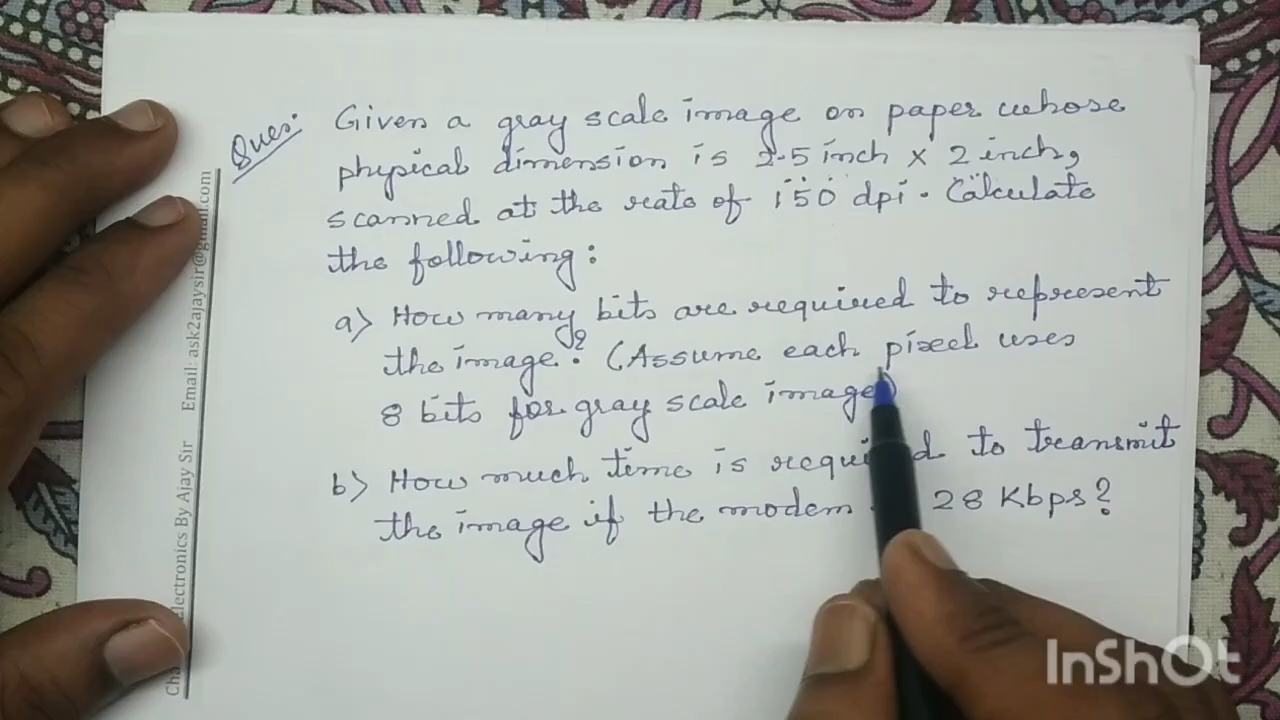 Ques:
Given a gray scale image on paper whose
physical dimension is 2.5 inch × 2 inch,
scanned at the rate of 150 dpi. Calculate
the following:
a) How many bits are required to represent
the image? (Assume each pixel uses
8 bits for gray scale image)
b) How much time is required to transmit
the image if the modem 28 Kbps?
Email: ask2ajaysir@gmail.com
Electronics By Ajay Sir
InShOt